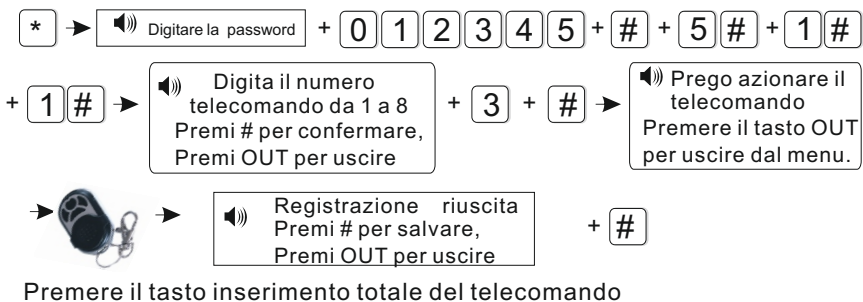 * Digitare la password + 0 1 2 3 4 5 + # + 5 # + 1 #
+ 1 #
Digita il numero
telecomando da 1 a 8
Premi # per confermare,
Premi OUT per uscire
+ 3 + #
Prego azionare il
telecomando
Premere il tasto OUT
per uscire dal menu.
Registrazione riuscita
Premi # per salvare,
Premi OUT per uscire
+ #
Premere il tasto inserimento totale del telecomando